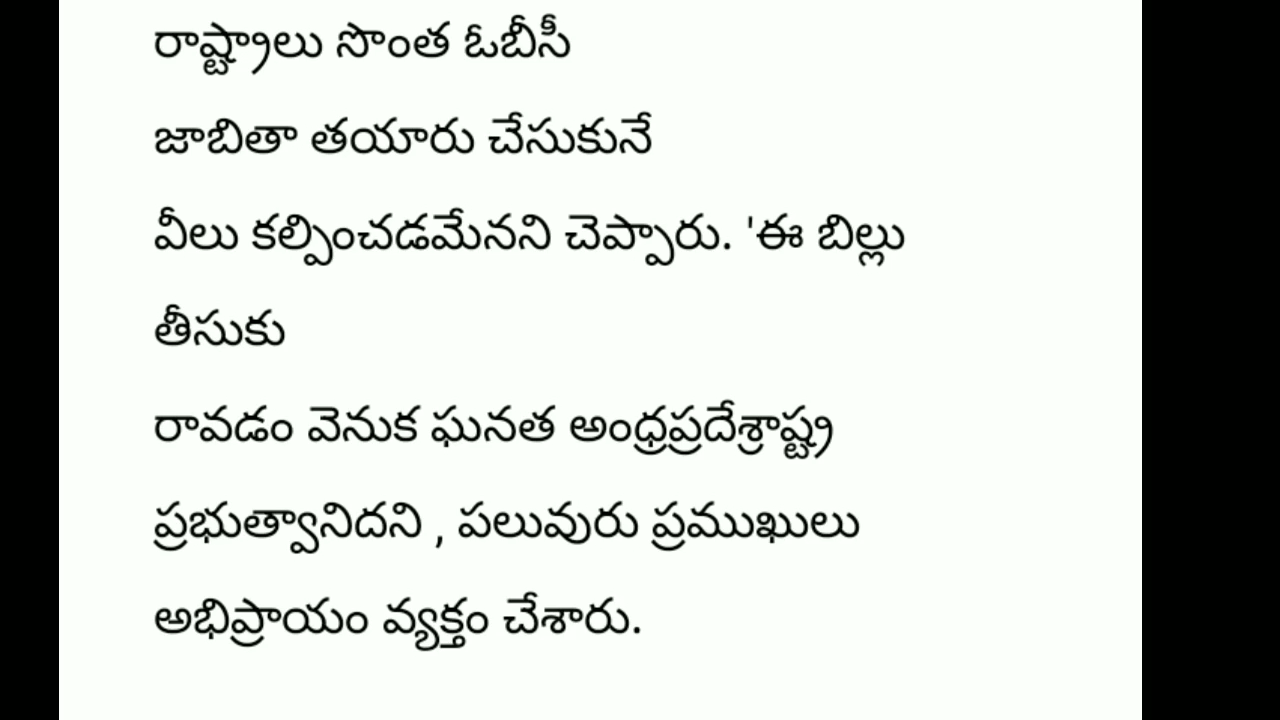 రాష్ట్రాలు సొంత ఓబీసీ
జాబితా తయారు చేసుకునే
వీలు కల్పించడమేనని చెప్పారు. 'ఈ బిల్లు
తీసుకు
రావడం వెనుక ఘనత అంధ్రప్రదేశ్రాష్ట్ర
ప్రభుత్వానిదని , పలువురు ప్రముఖులు
అభిప్రాయం వ్యక్తం చేశారు.